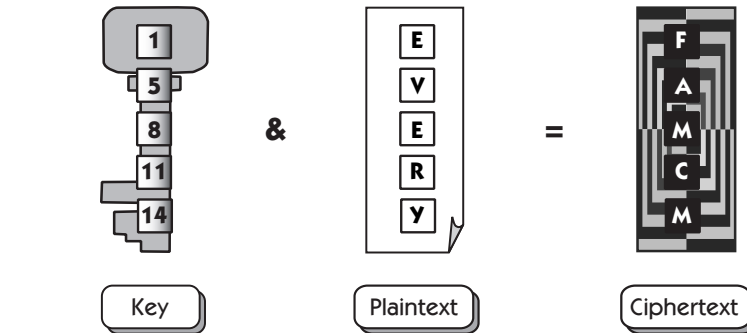 1 E F
5 V A
8 & E = M
11 R C
14 Y M
Key Plaintext Ciphertext